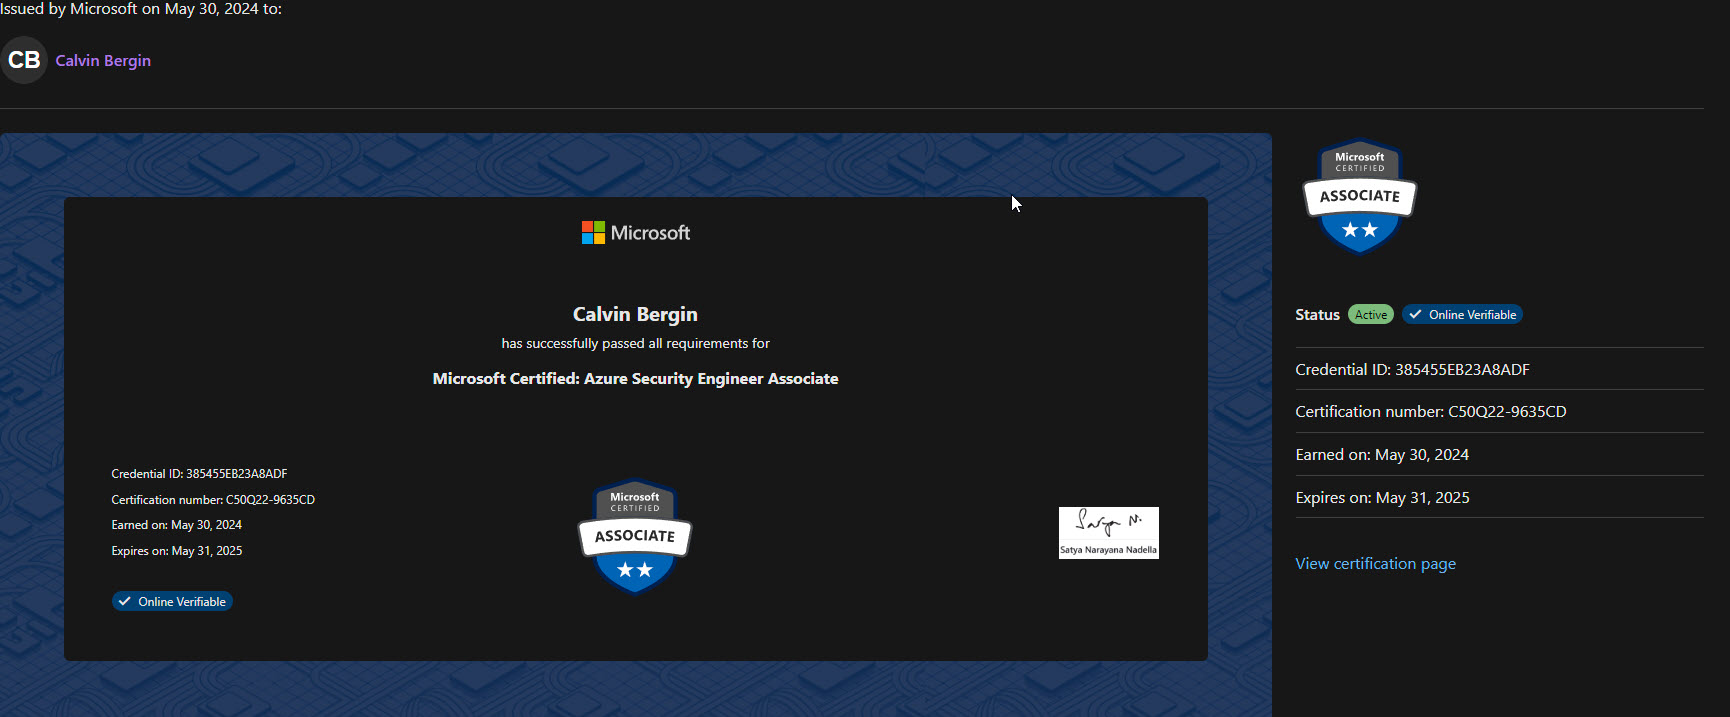 Issued by Microsoft on May 30, 2024 to:
CB
Calvin Bergin
Microsoft
Calvin Bergin
has successfully passed all requirements for
Microsoft Certified: Azure Security Engineer Associate
Credential ID: 385455EB23A8ADF
Certification number: C50Q22-9635CD
Earned on: May 30, 2024
Expires on: May 31, 2025
Online Verifiable
Microsoft
CERTIFIED
ASSOCIATE
Satya N.
Satya Narayana Nadella
Microsoft
CERTIFIED
ASSOCIATE
Status Active Online Verifiable
Credential ID: 385455EB23A8ADF
Certification number: C50Q22-9635CD
Earned on: May 30, 2024
Expires on: May 31, 2025
View certification page